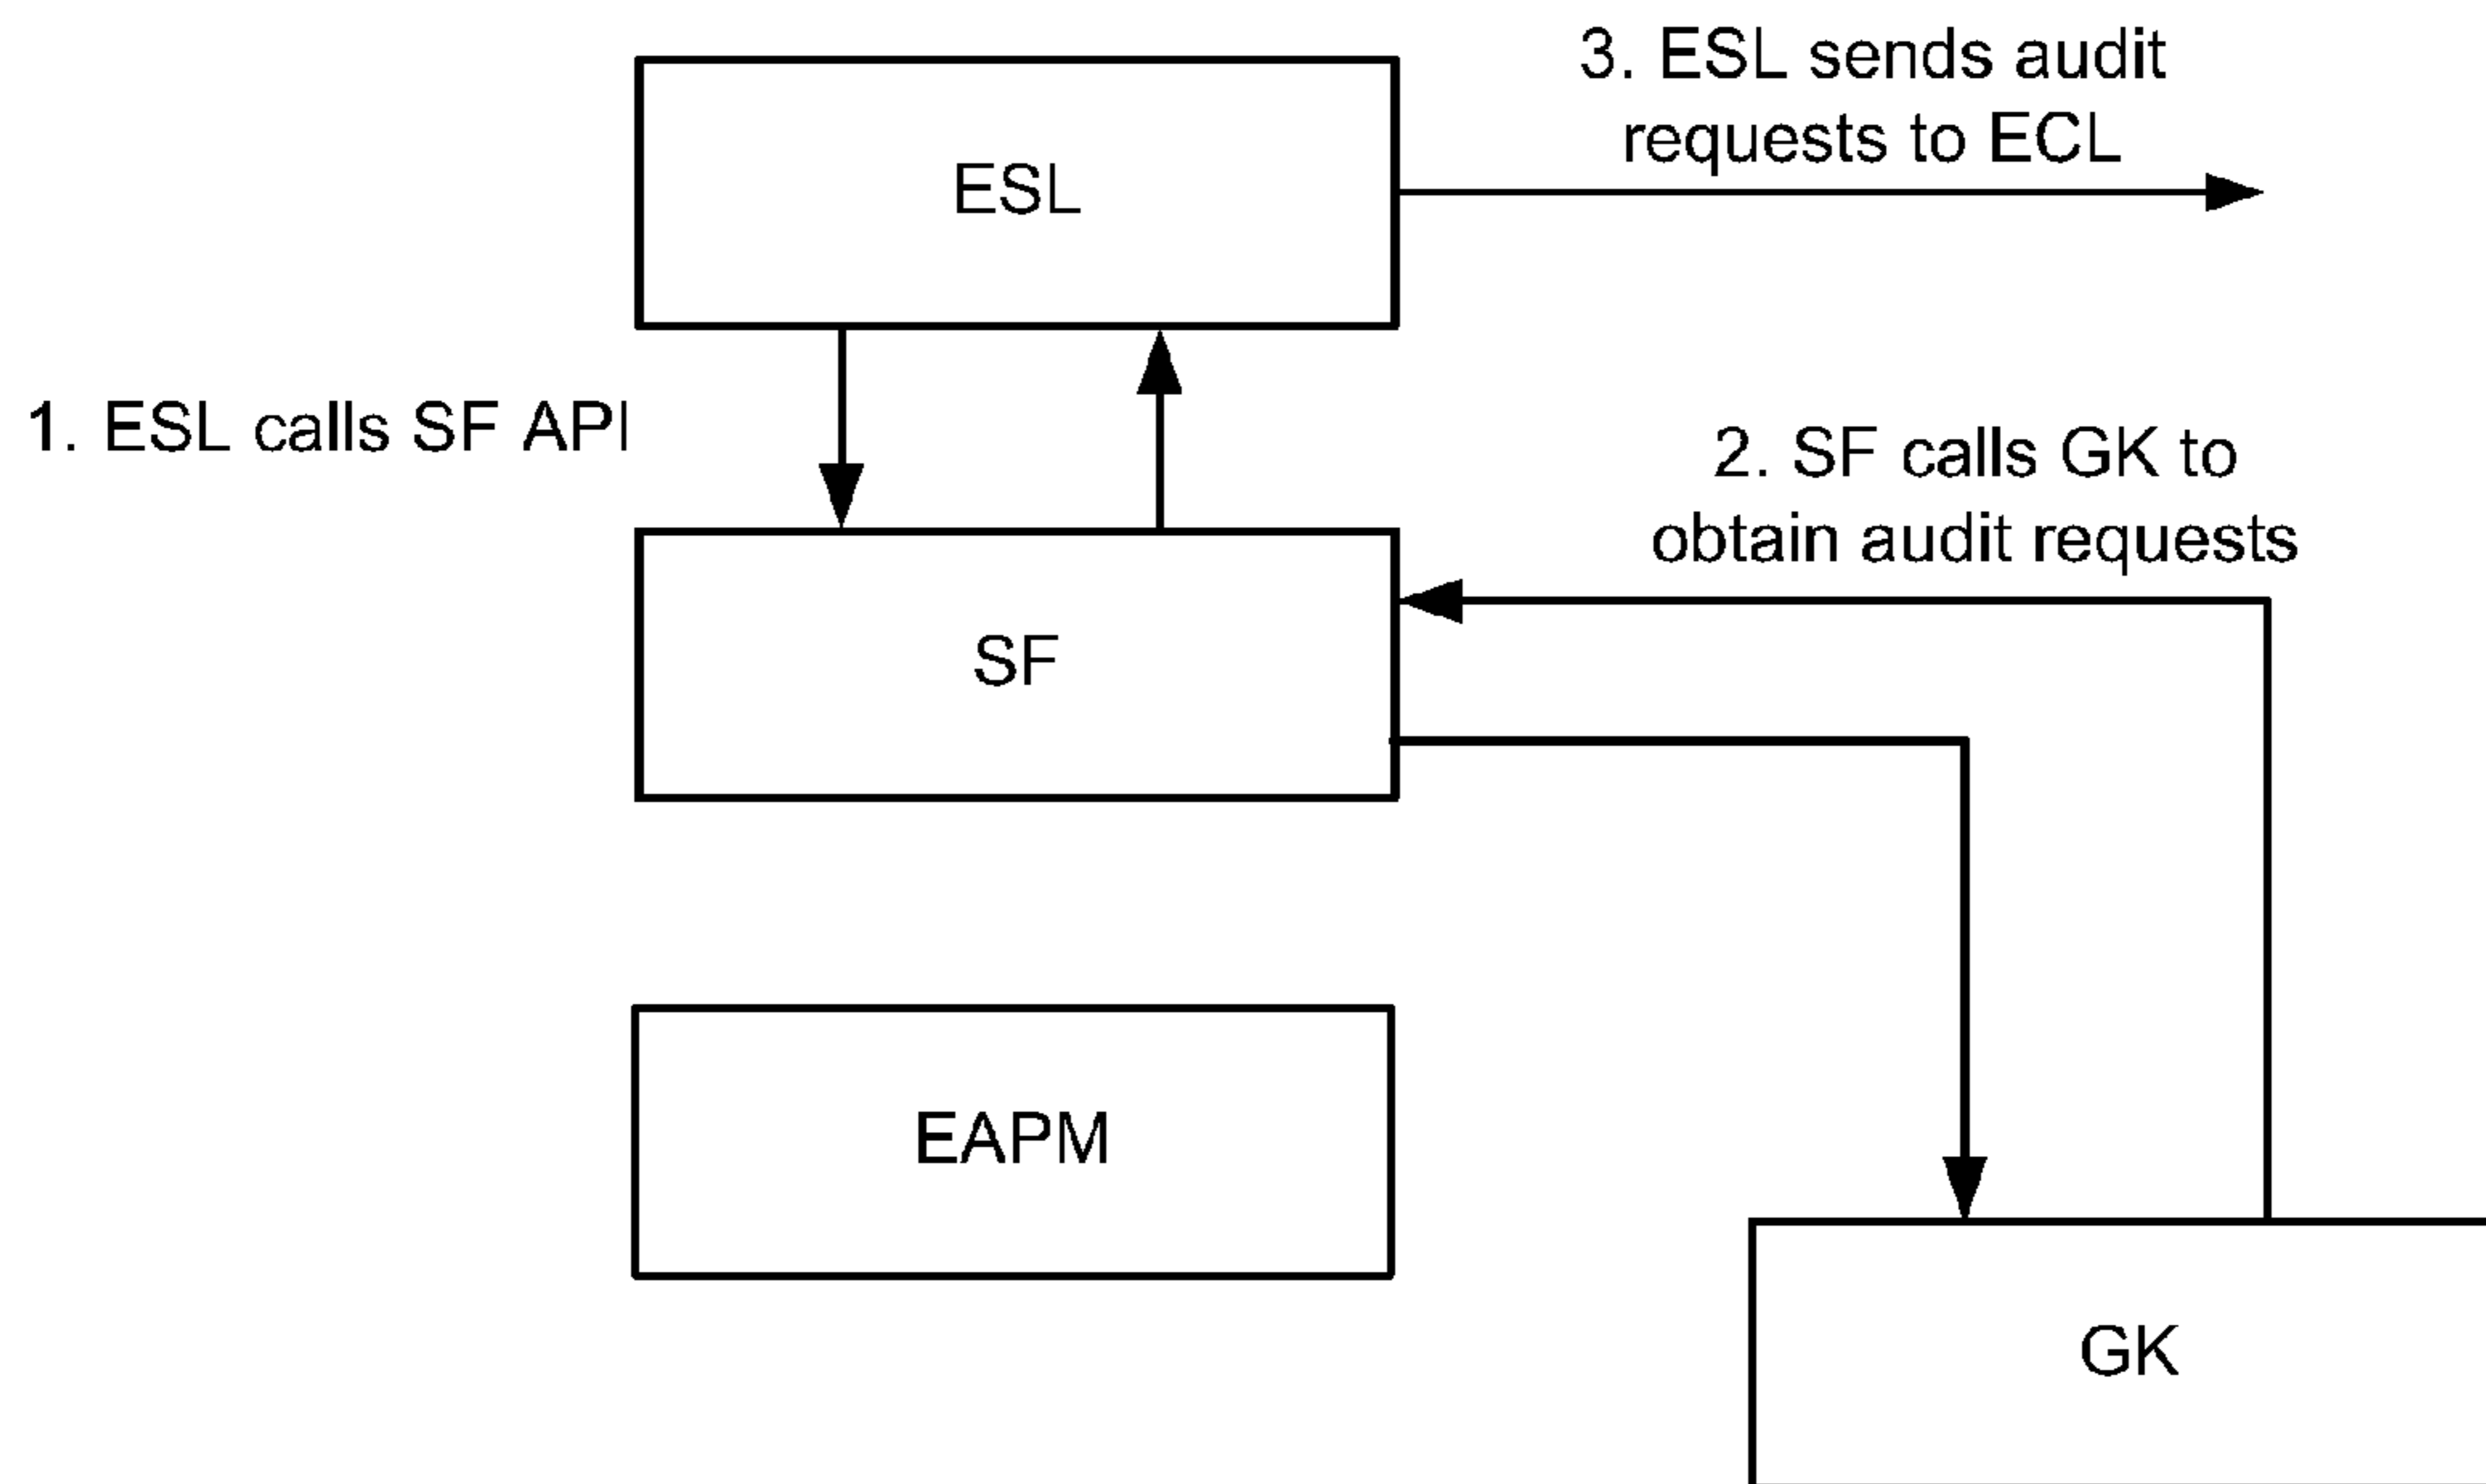 3. ESL sends audit
requests to ECL
ESL
1. ESL calls SF API
2. SF calls GK to
obtain audit requests
SF
EAPM
GK